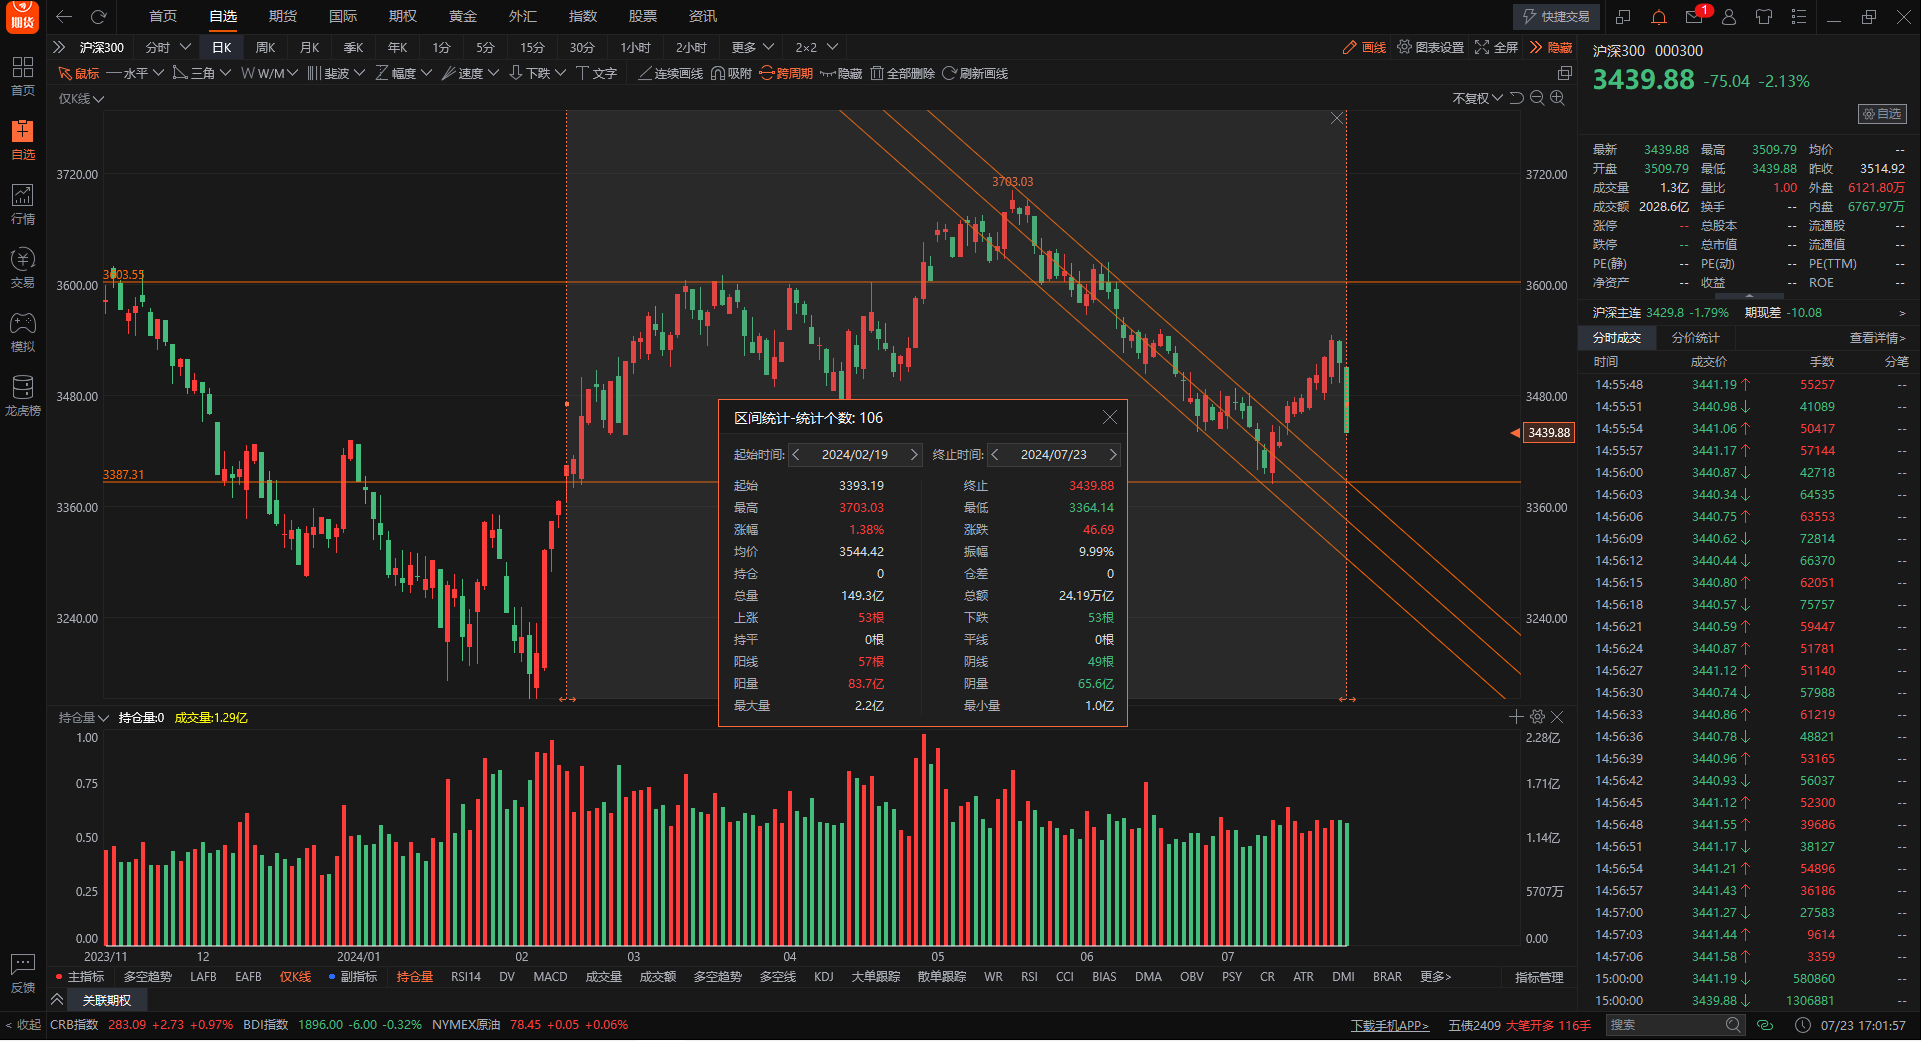 期货
首页 自选 期货 国际 期权 黄金 外汇 指数 股票 资讯
快捷交易 1
沪深300 分时 日K 周K 月K 季K 年K 1分 5分 15分 30分 1小时 2小时 更多 2×2
画线 图表设置 全屏 隐藏
鼠标 水平 三角 W/M 斐波 幅度 速度 下跌 文字 连续画线 吸附 跨周期 隐藏 全部删除 刷新画线
仅K线
不复权
首页
自选
行情
交易
模拟
龙虎榜
反馈
< 收起
3720.00
3600.00
3480.00
3360.00
3240.00
3603.55
3387.31
3703.03
3720.00
3600.00
3480.00
3439.88
3360.00
3240.00
区间统计-统计个数: 106
起始时间: 2024/02/19 终止时间: 2024/07/23
起始 3393.19 终止 3439.88
最高 3703.03 最低 3364.14
涨幅 1.38% 涨跌 46.69
均价 3544.42 振幅 9.99%
持仓 0 仓差 0
总量 149.3亿 总额 24.19万亿
上涨 53根 下跌 53根
持平 0根 平线 0根
阳线 57根 阴线 49根
阳量 83.7亿 阴量 65.6亿
最大量 2.2亿 最小量 1.0亿
持仓量 持仓量:0 成交量:1.29亿
1.00 2.28亿
0.75 1.71亿
0.50 1.14亿
0.25 5707万
0.00 0.00
2023/11 12 2024/01 02 03 04 05 06 07
主指标 多空趋势 LAFB EAFB 仅K线 副指标 持仓量 RSI14 DV MACD 成交量 成交额 多空趋势 多空线 KDJ 大单跟踪 散单跟踪 WR RSI CCI BIAS DMA OBV PSY CR ATR DMI BRAR 更多> 指标管理
关联期权
沪深300 000300
3439.88 -75.04 -2.13%
自选
最新 3439.88 最高 3509.79 均价 --
开盘 3509.79 最低 3439.88 昨收 3514.92
成交量 1.3亿 量比 1.00 外盘 6121.80万
成交额 2028.6亿 换手 -- 内盘 6767.97万
涨停 -- 总股本 -- 流通股 --
跌停 -- 总市值 -- 流通值 --
PE(静) -- PE(动) -- PE(TTM) --
净资产 -- 收益 -- ROE --
沪深主连 3429.8 -1.79% 期现差 -10.08 >
分时成交 分价统计 查看详情>
时间 成交价 手数 分笔
14:55:48 3441.19↑ 55257 --
14:55:51 3440.98↓ 41089 --
14:55:54 3441.06↑ 50417 --
14:55:57 3441.17↑ 57144 --
14:56:00 3440.87↓ 42718 --
14:56:03 3440.34↓ 64535 --
14:56:06 3440.75↑ 63553 --
14:56:09 3440.62↓ 72814 --
14:56:12 3440.44↓ 66370 --
14:56:15 3440.80↑ 62051 --
14:56:18 3440.57↓ 75757 --
14:56:21 3440.59↑ 59447 --
14:56:24 3440.87↑ 51781 --
14:56:27 3441.12↑ 51140 --
14:56:30 3440.74↓ 57988 --
14:56:33 3440.86↑ 61219 --
14:56:36 3440.78↓ 48821 --
14:56:39 3440.96↑ 53165 --
14:56:42 3440.93↓ 56037 --
14:56:45 3441.12↑ 52300 --
14:56:48 3441.55↑ 39686 --
14:56:51 3441.17↓ 38127 --
14:56:54 3441.21↑ 54896 --
14:56:57 3441.43↑ 36186 --
14:57:00 3441.27↓ 27583 --
14:57:03 3441.44↑ 9614 --
14:57:06 3441.58↑ 3359 --
15:00:00 3441.19↓ 580860 --
15:00:00 3439.88↓ 1306881 --
CRB指数 283.09 +2.73 +0.97% BDI指数 1896.00 -6.00 -0.32% NYMEX原油 78.45 +0.05 +0.06%
下载手机APP> 五债2409 大笔开多 116手 搜索 07/23 17:01:57